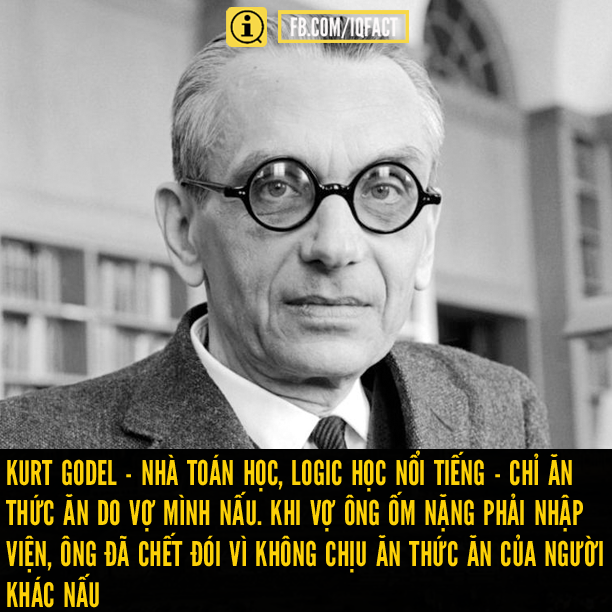 FB.COM/IQFACT
KURT GODEL - NHÀ TOÁN HỌC, LOGIC HỌC NỔI TIẾNG - CHỈ ĂN
THỨC ĂN DO VỢ MÌNH NẤU. KHI VỢ ÔNG ỐM NẶNG PHẢI NHẬP
VIỆN, ÔNG ĐÃ CHẾT ĐÓI VÌ KHÔNG CHỊU ĂN THỨC ĂN CỦA NGƯỜI
KHÁC NẤU